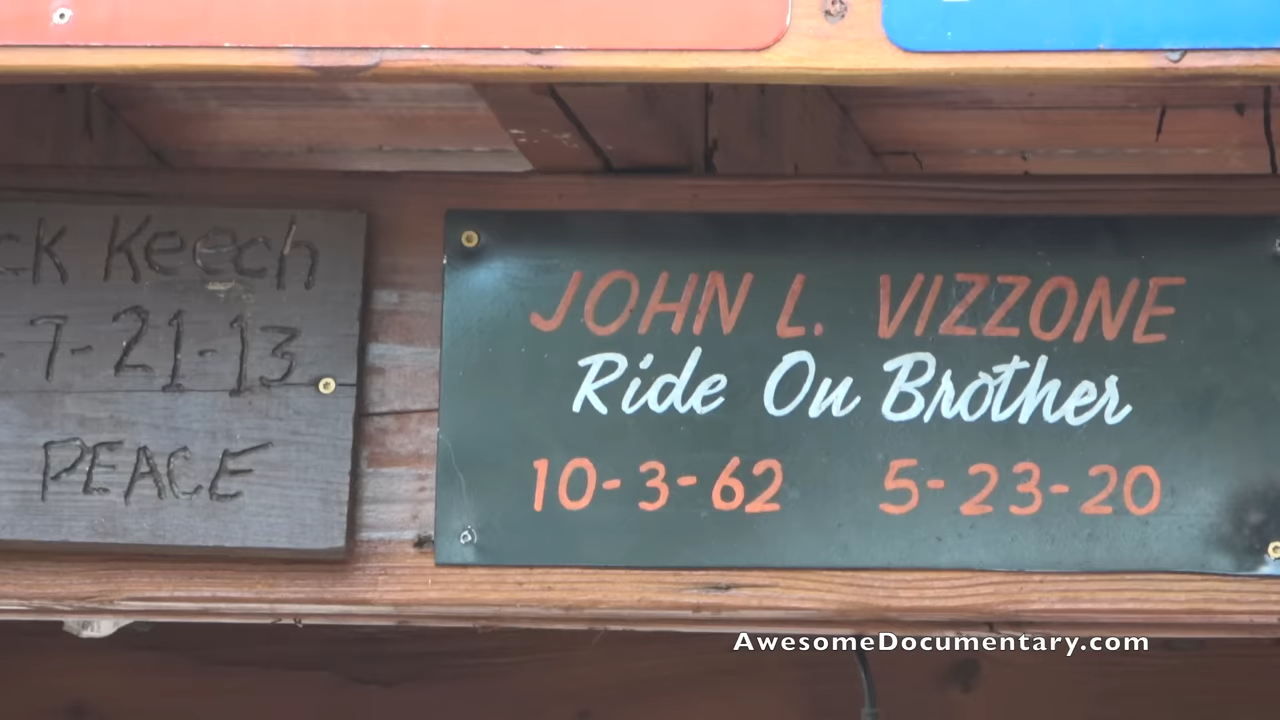 Keech
7-21-13
PEACE
JOHN L. VIZZONE
Ride On Brother
10-3-62 5-23-20
AwesomeDocumentary.com